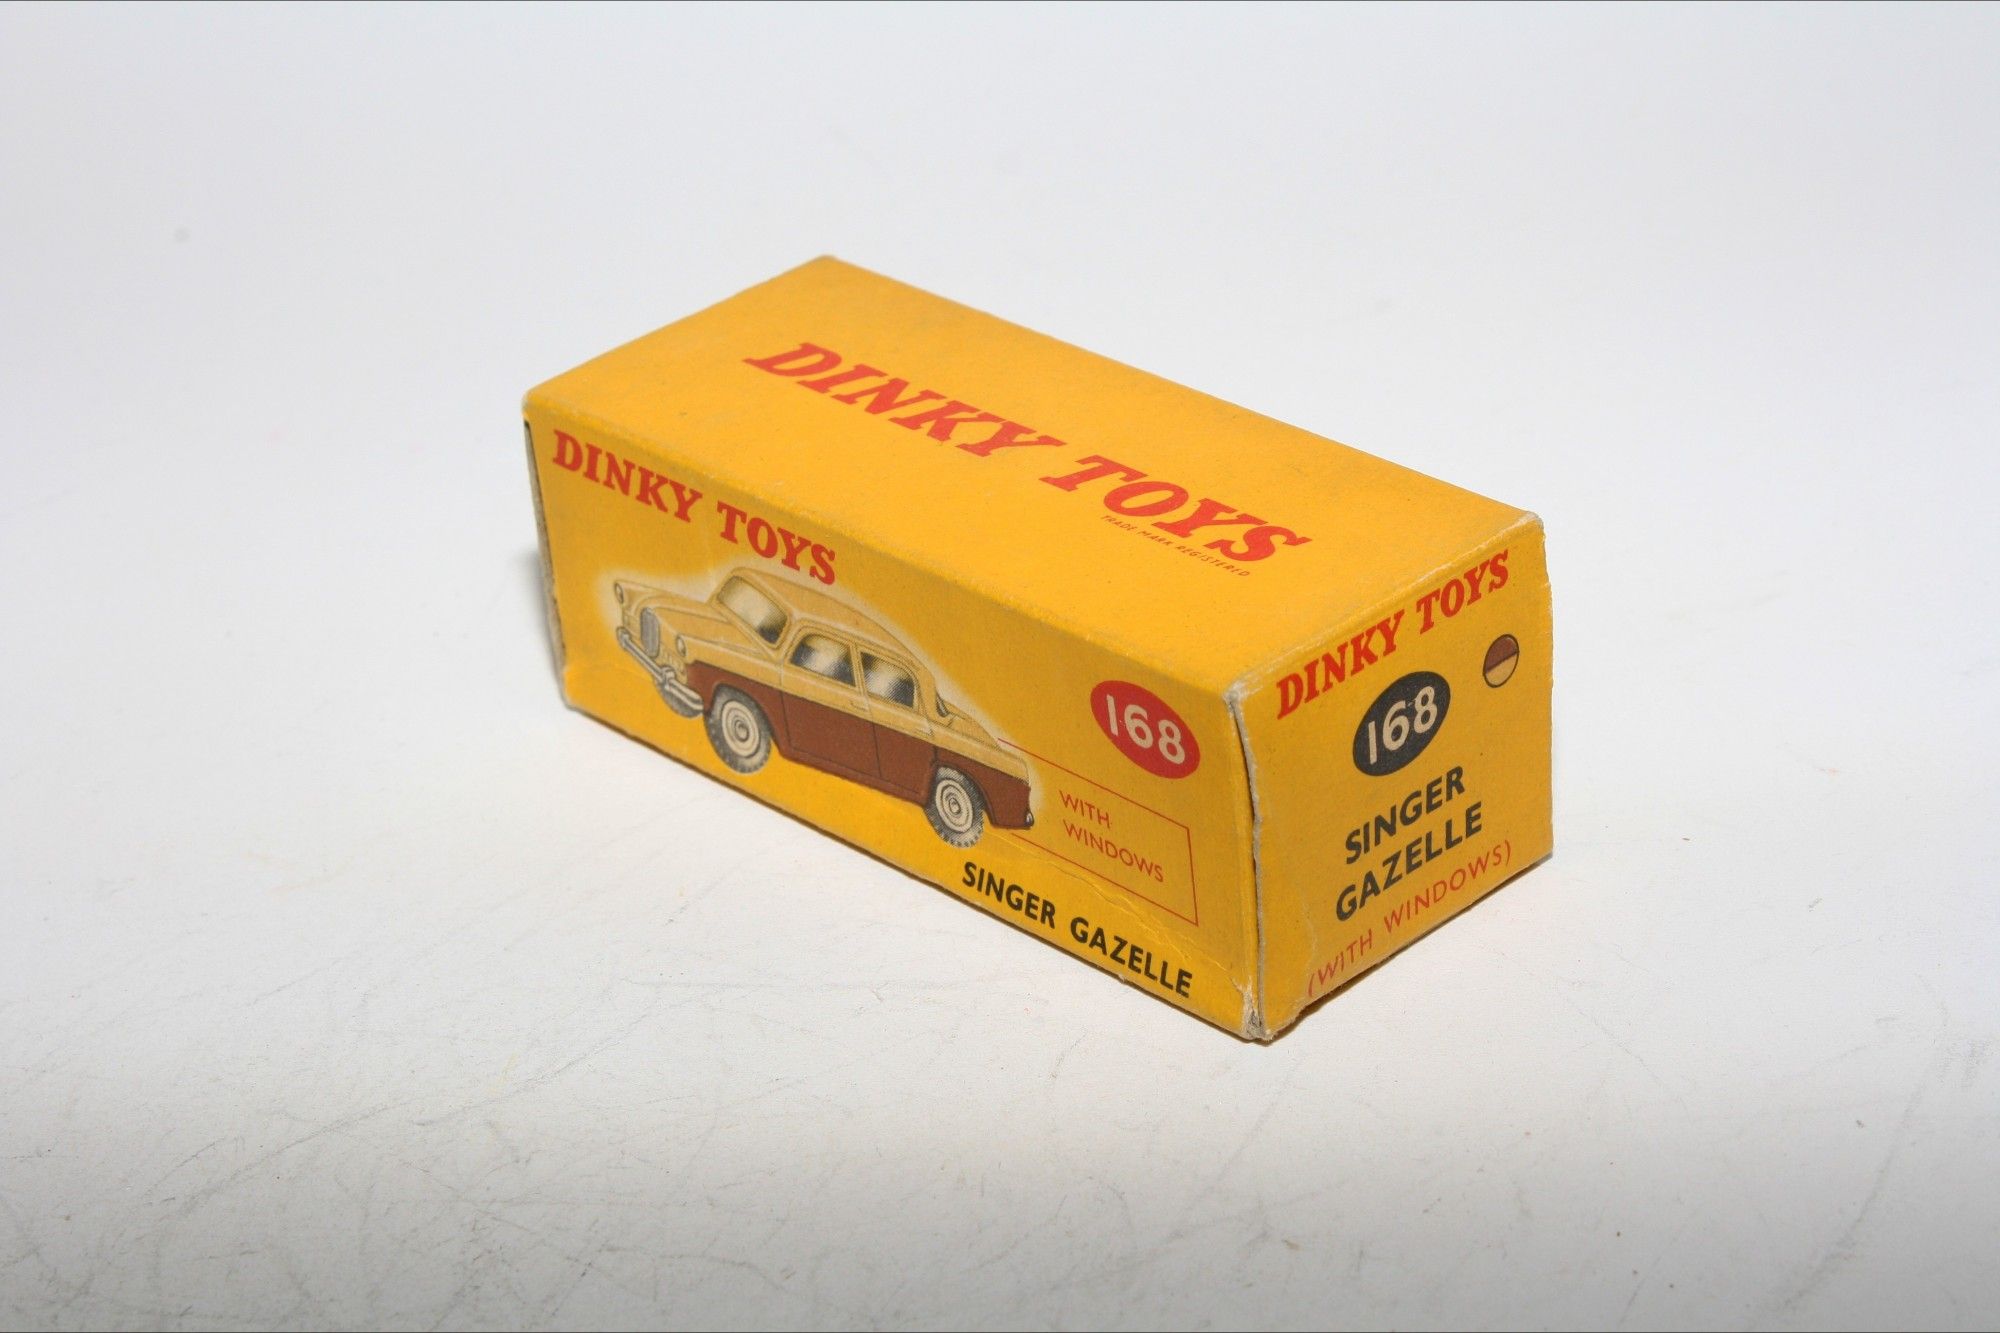 DINKY TOYS
TRADE MARK REGISTERED
DINKY TOYS
168
WITH
WINDOWS
SINGER GAZELLE
DINKY TOYS
168
SINGER
GAZELLE
(WITH WINDOWS)